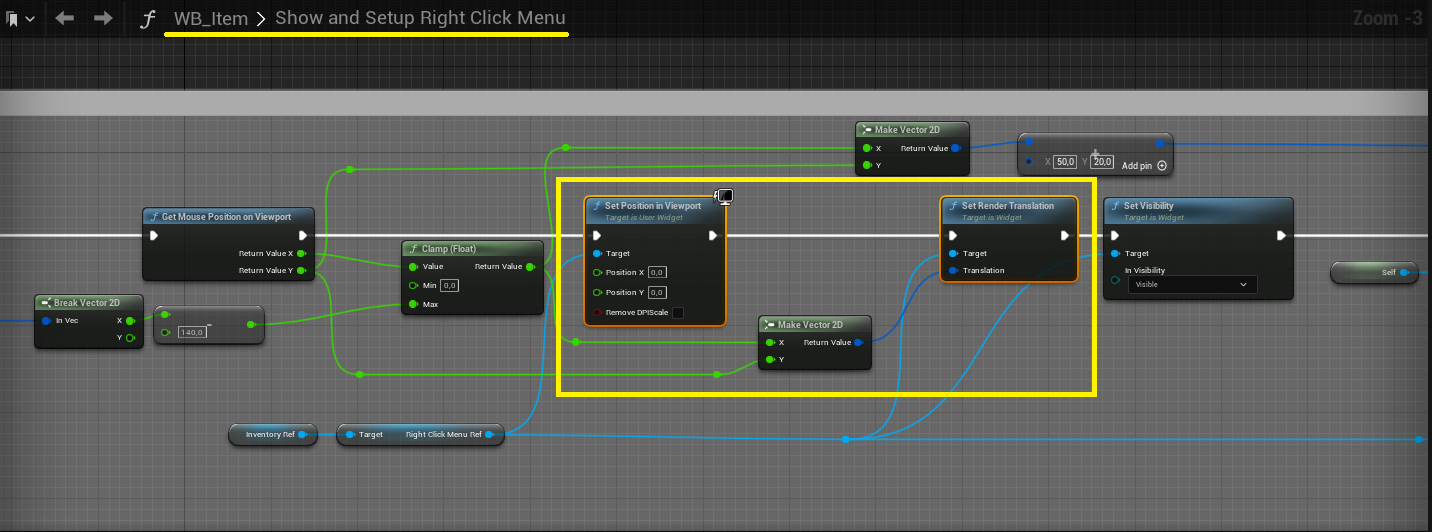 WB_Item > Show and Setup Right Click Menu
Zoom -3
Make Vector 2D
X Return Value
Y
X 50,0 Y 20,0 Add pin
Get Mouse Position on Viewport
Return Value X
Return Value Y
Clamp (Float)
Value Return Value
Min 0,0
Max
Set Position in Viewport
Target is User Widget
Target
Position X 0,0
Position Y 0,0
Remove DPIScale
Set Render Translation
Target is Widget
Target
Translation
Set Visibility
Target is Widget
Target
In Visibility
Visible
Self
Break Vector 2D
In Vec X
Y
140,0
Make Vector 2D
X Return Value
Y
Inventory Ref
Target Right Click Menu Ref